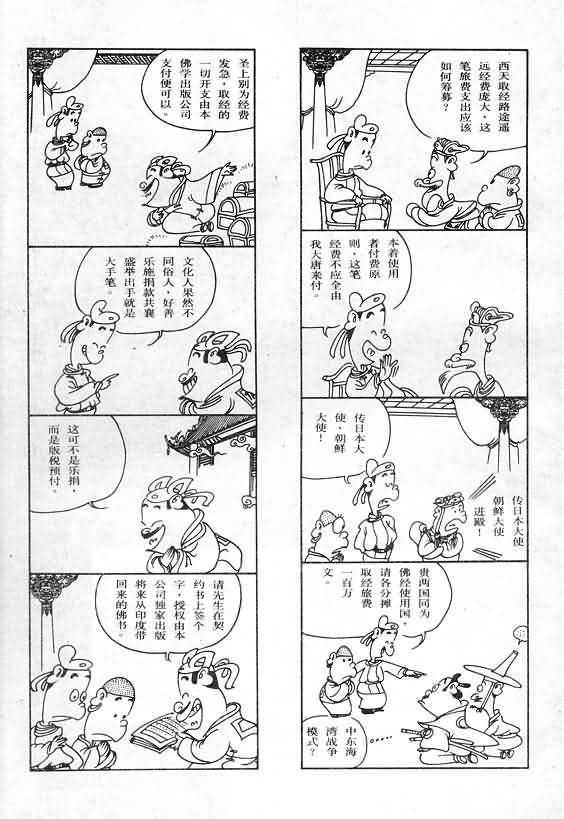 西天取经路途遥
远经费庞大，这
笔旅费支出应该
如何筹募？
本着使用
者付费原
则，这笔
经费不应全由
我大唐来付。
传日本大
使、朝鲜
大使！
传日本大使
朝鲜大使
进殿！
贵两国同为
佛经使用国。
请各分摊
取经旅费
一百万
文。
中东海
湾战争
模式？
圣上别为经费
发急，取经的
一切开支由本
佛学出版公司
支付便可以。
文化人果然不
同俗人，好善
乐施捐款共襄
盛举出手就是
大手笔。
这可不是乐捐，
而是版税预付。
请先生在契
约书上签个
字，授权由本
公司独家出版
将来从印度带
回来的佛书。